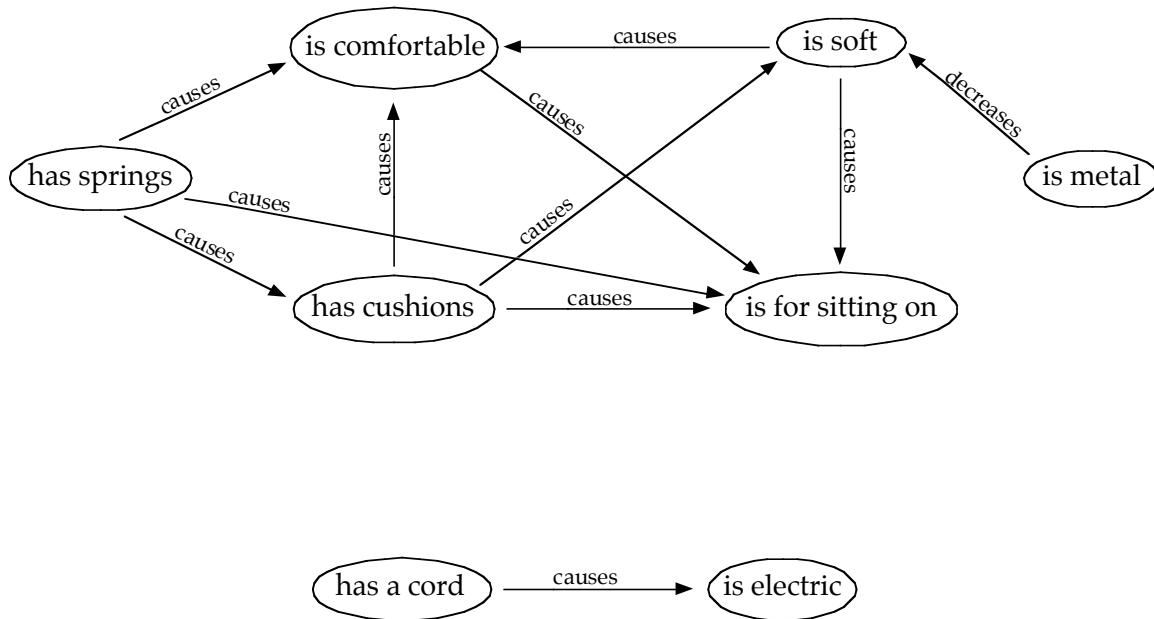 is comfortable
causes
is soft
causes
causes
decreases
causes
causes
has springs
causes
is metal
causes
causes
has cushions
causes
is for sitting on
has a cord
causes
is electric